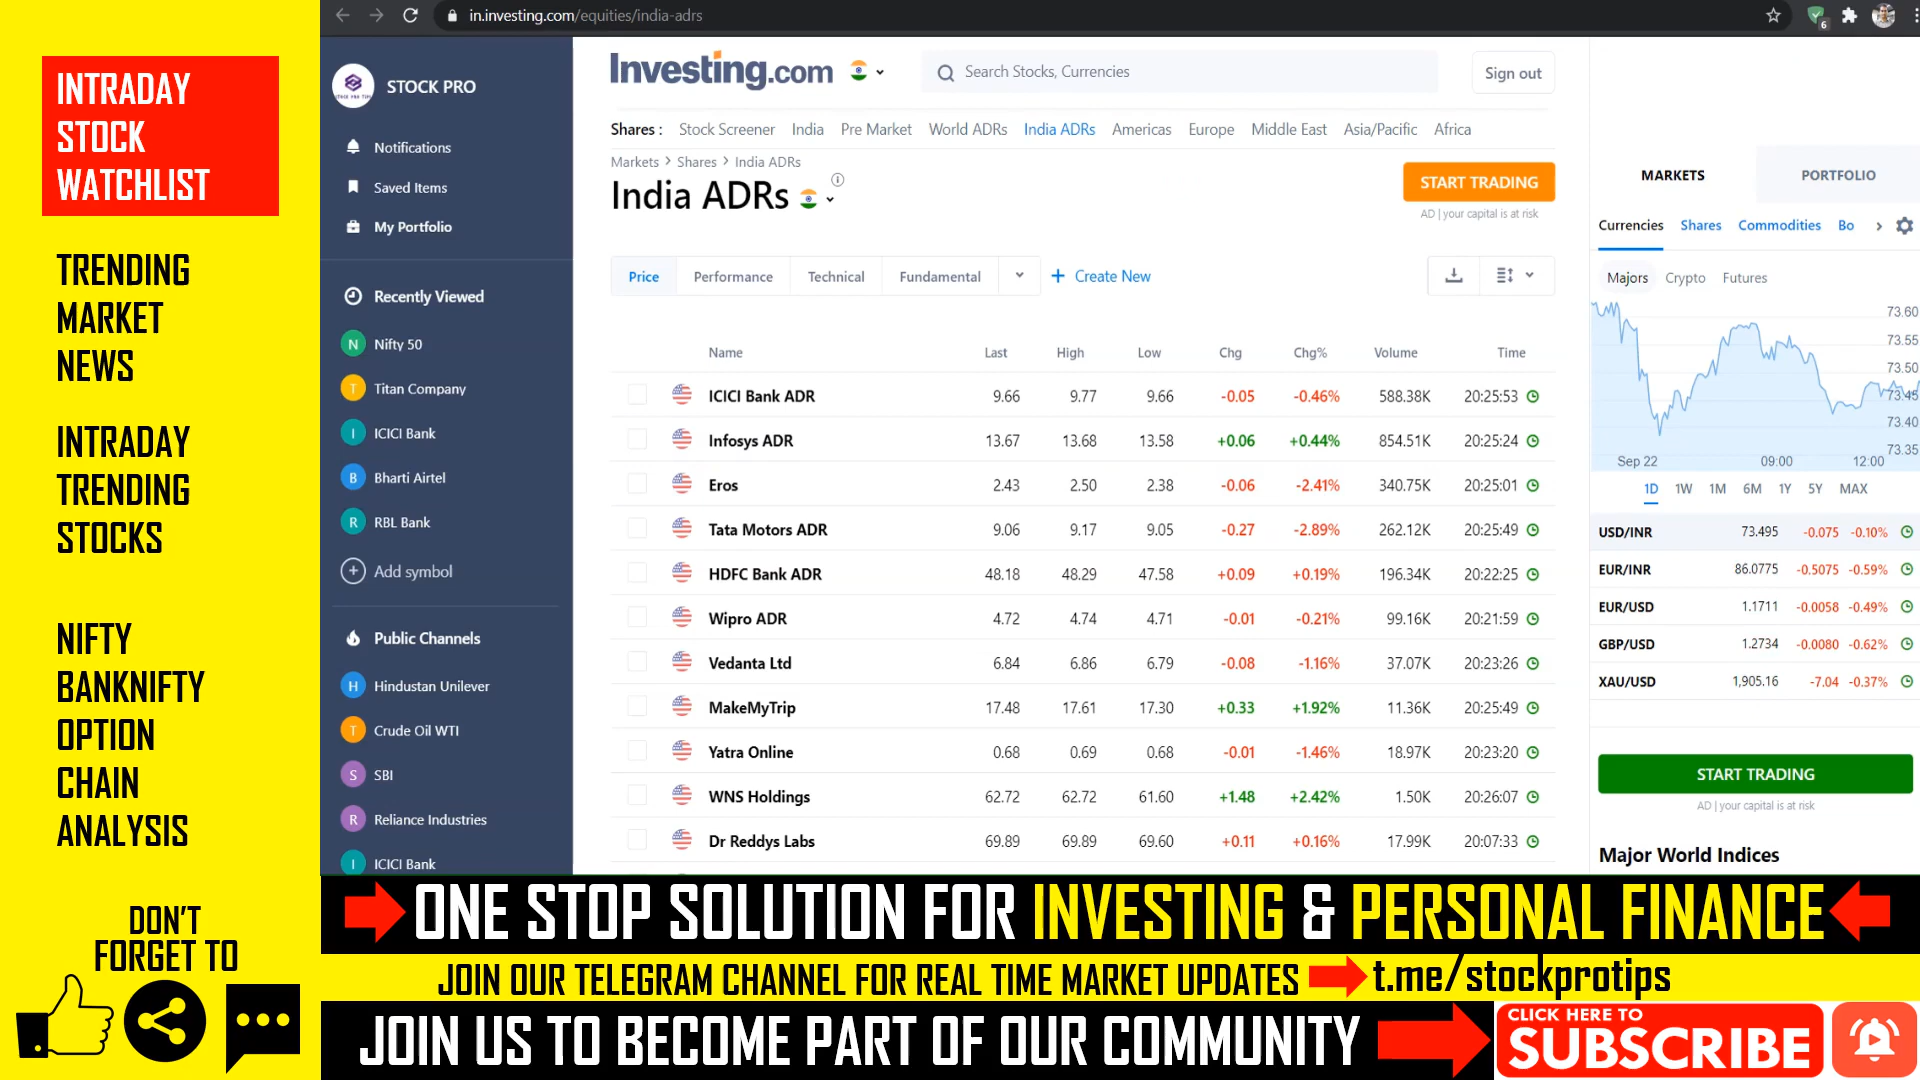 INTRADAY
STOCK
WATCHLIST
TRENDING
MARKET
NEWS
INTRADAY
TRENDING
STOCKS
NIFTY
BANKNIFTY
OPTION
CHAIN
ANALYSIS
DON'T
FORGET TO
in.investing.com/equities/india-adrs
6
STOCK PRO
Notifications
Saved Items
My Portfolio
Recently Viewed
N Nifty 50
T Titan Company
I ICICI Bank
B Bharti Airtel
R RBL Bank
+ Add symbol
Public Channels
H Hindustan Unilever
T Crude Oil WTI
S SBI
R Reliance Industries
I ICICI Bank
Investing.com
Search Stocks, Currencies
Sign out
Shares : Stock Screener India Pre Market World ADRs India ADRs Americas Europe Middle East Asia/Pacific Africa
Markets > Shares > India ADRs
India ADRs
START TRADING
AD | your capital is at risk
Price Performance Technical Fundamental + Create New
Name Last High Low Chg Chg% Volume Time
ICICI Bank ADR 9.66 9.77 9.66 -0.05 -0.46% 588.38K 20:25:53
Infosys ADR 13.67 13.68 13.58 +0.06 +0.44% 854.51K 20:25:24
Eros 2.43 2.50 2.38 -0.06 -2.41% 340.75K 20:25:01
Tata Motors ADR 9.06 9.17 9.05 -0.27 -2.89% 262.12K 20:25:49
HDFC Bank ADR 48.18 48.29 47.58 +0.09 +0.19% 196.34K 20:22:25
Wipro ADR 4.72 4.74 4.71 -0.01 -0.21% 99.16K 20:21:59
Vedanta Ltd 6.84 6.86 6.79 -0.08 -1.16% 37.07K 20:23:26
MakeMyTrip 17.48 17.61 17.30 +0.33 +1.92% 11.36K 20:25:49
Yatra Online 0.68 0.69 0.68 -0.01 -1.46% 18.97K 20:23:20
WNS Holdings 62.72 62.72 61.60 +1.48 +2.42% 1.50K 20:26:07
Dr Reddys Labs 69.89 69.89 69.60 +0.11 +0.16% 17.99K 20:07:33
MARKETS PORTFOLIO
Currencies Shares Commodities Bo >
Majors Crypto Futures
73.60
73.55
73.50
73.45
73.40
73.35
Sep 22 09:00 12:00
1D 1W 1M 6M 1Y 5Y MAX
USD/INR 73.495 -0.075 -0.10%
EUR/INR 86.0775 -0.5075 -0.59%
EUR/USD 1.1711 -0.0058 -0.49%
GBP/USD 1.2734 -0.0080 -0.62%
XAU/USD 1,905.16 -7.04 -0.37%
START TRADING
AD | your capital is at risk
Major World Indices
ONE STOP SOLUTION FOR INVESTING & PERSONAL FINANCE
JOIN OUR TELEGRAM CHANNEL FOR REAL TIME MARKET UPDATES t.me/stockprotips
JOIN US TO BECOME PART OF OUR COMMUNITY
CLICK HERE TO
SUBSCRIBE